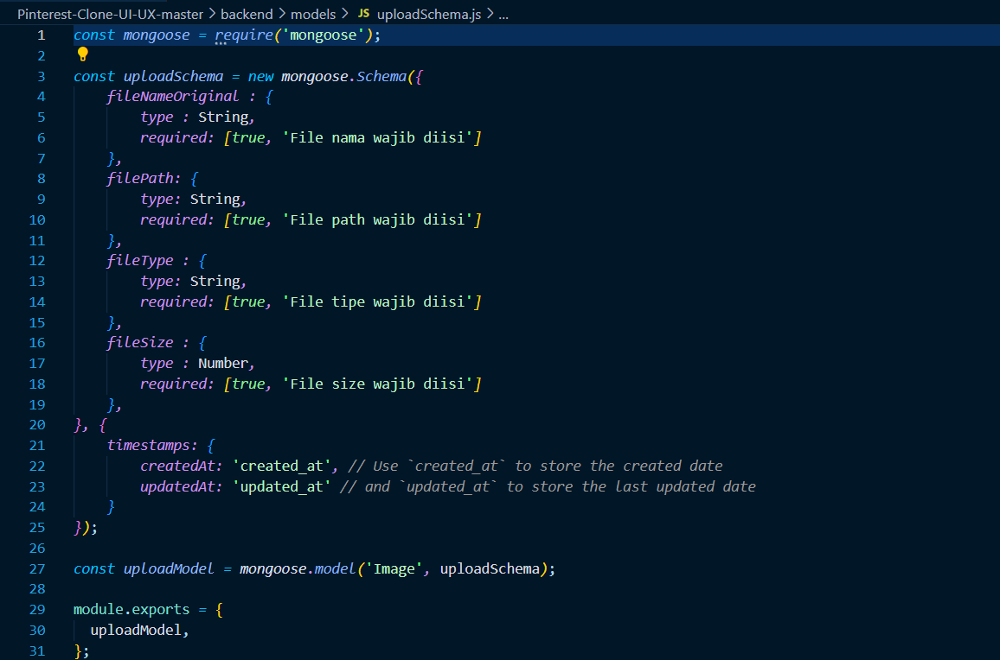 Pinterest-Clone-UI-UX-master > backend > models > JS uploadSchema.js > ...
1 const mongoose = require('mongoose');
2
3 const uploadSchema = new mongoose.Schema({
4     fileNameOriginal : {
5         type : String,
6         required: [true, 'File nama wajib diisi']
7     },
8     filePath: {
9         type: String,
10         required: [true, 'File path wajib diisi']
11     },
12     fileType : {
13         type: String,
14         required: [true, 'File tipe wajib diisi']
15     },
16     fileSize : {
17         type : Number,
18         required: [true, 'File size wajib diisi']
19     },
20 }, {
21     timestamps: {
22         createdAt: 'created_at', // Use `created_at` to store the created date
23         updatedAt: 'updated_at' // and `updated_at` to store the last updated date
24     }
25 });
26
27 const uploadModel = mongoose.model('Image', uploadSchema);
28
29 module.exports = {
30   uploadModel,
31 };